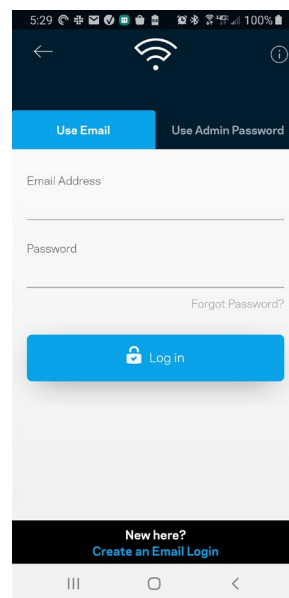 5:29 100%
Use Email Use Admin Password
Email Address
Password
Forgot Password?
Log in
New here?
Create an Email Login